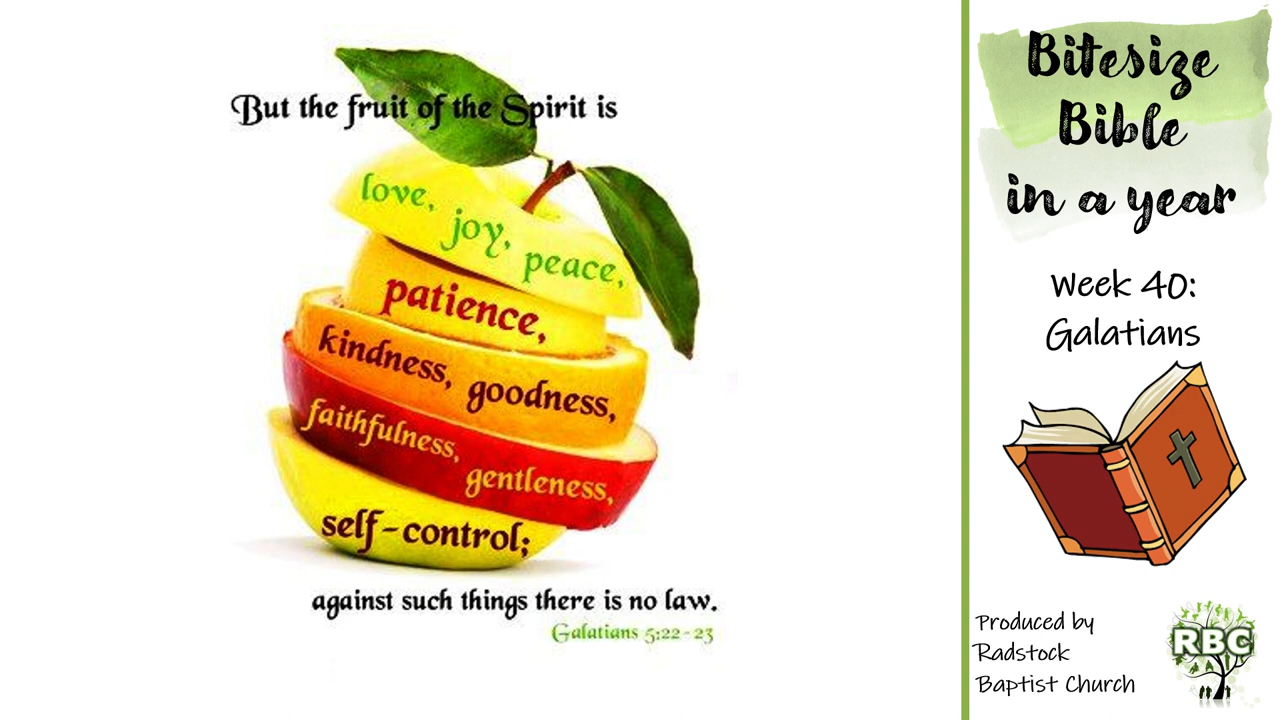 But the fruit of the Spirit is
love, joy, peace,
patience,
kindness, goodness,
faithfulness, gentleness,
self-control;
against such things there is no law.
Galatians 5:22-23
Bitesize
Bible
in a year
Week 40:
Galatians
Produced by
Radstock
Baptist Church
RBC